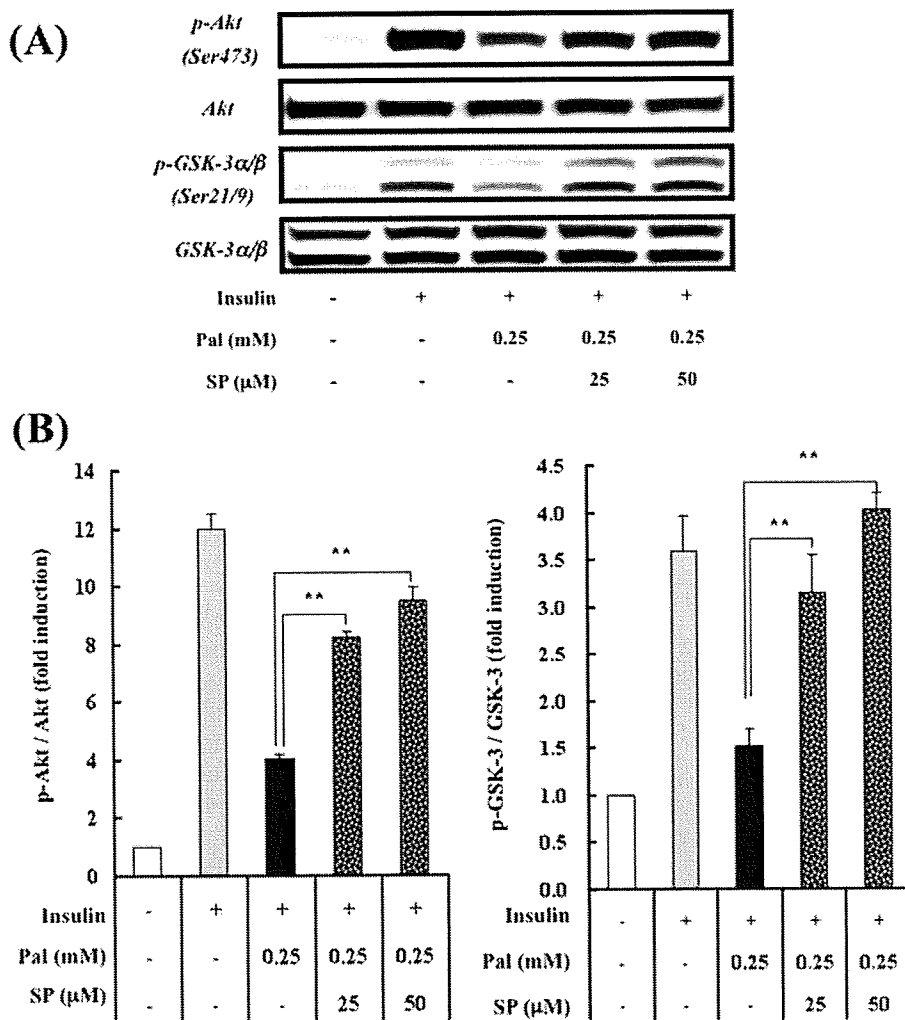 (A)
p-Akt
(Ser473)
Akt
p-GSK-3α/β
(Ser21/9)
GSK-3α/β
Insulin - + + + +
Pal (mM) - - 0.25 0.25 0.25
SP (μM) - - - 25 50
(B)
p-Akt / Akt (fold induction)
14
12
10
8
6
4
2
0
** **
Insulin - + + + +
Pal (mM) - - 0.25 0.25 0.25
SP (μM) - - - 25 50
p-GSK-3 / GSK-3 (fold induction)
4.5
4.0
3.5
3.0
2.5
2.0
1.5
1.0
0.5
0.0
** **
Insulin - + + + +
Pal (mM) - - 0.25 0.25 0.25
SP (μM) - - - 25 50